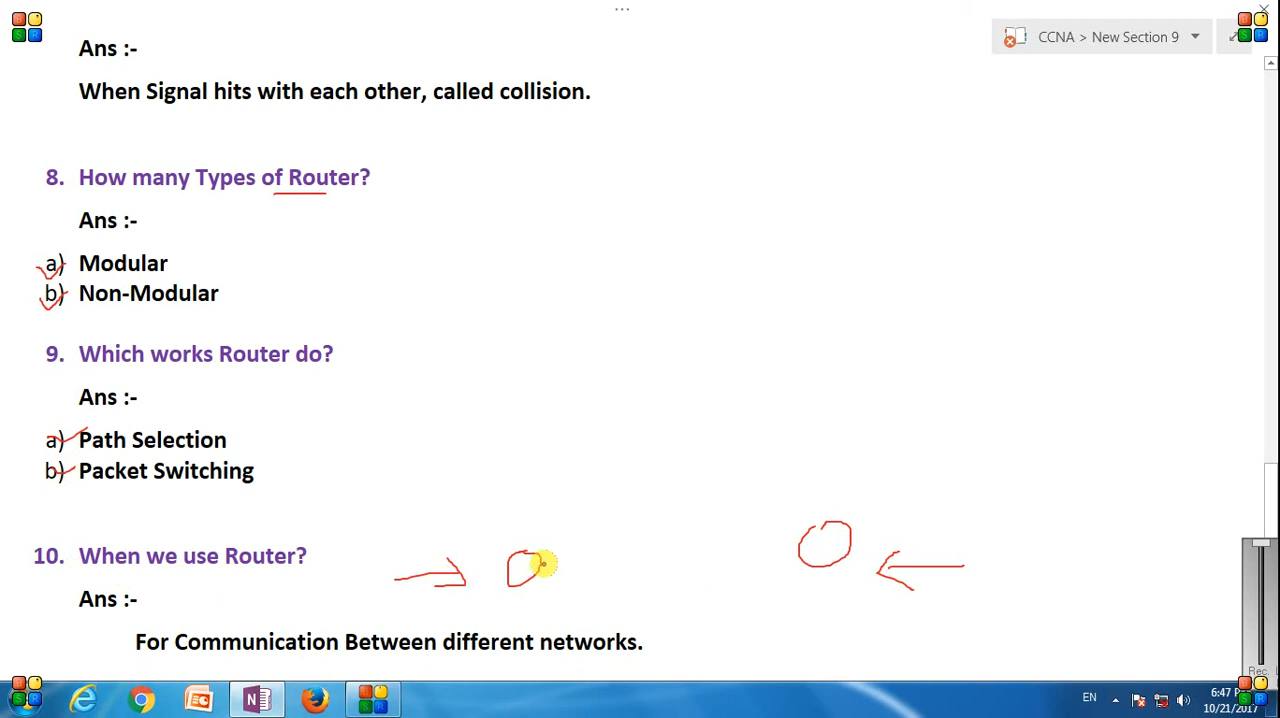 CCNA > New Section 9
Ans :-
When Signal hits with each other, called collision.
8. How many Types of Router?
Ans :-
a) Modular
b) Non-Modular
9. Which works Router do?
Ans :-
a) Path Selection
b) Packet Switching
10. When we use Router?
Ans :-
For Communication Between different networks.
Rec.
EN
6:47 P
10/21/2017
B
S R
B
S R
B
S R
B
S R